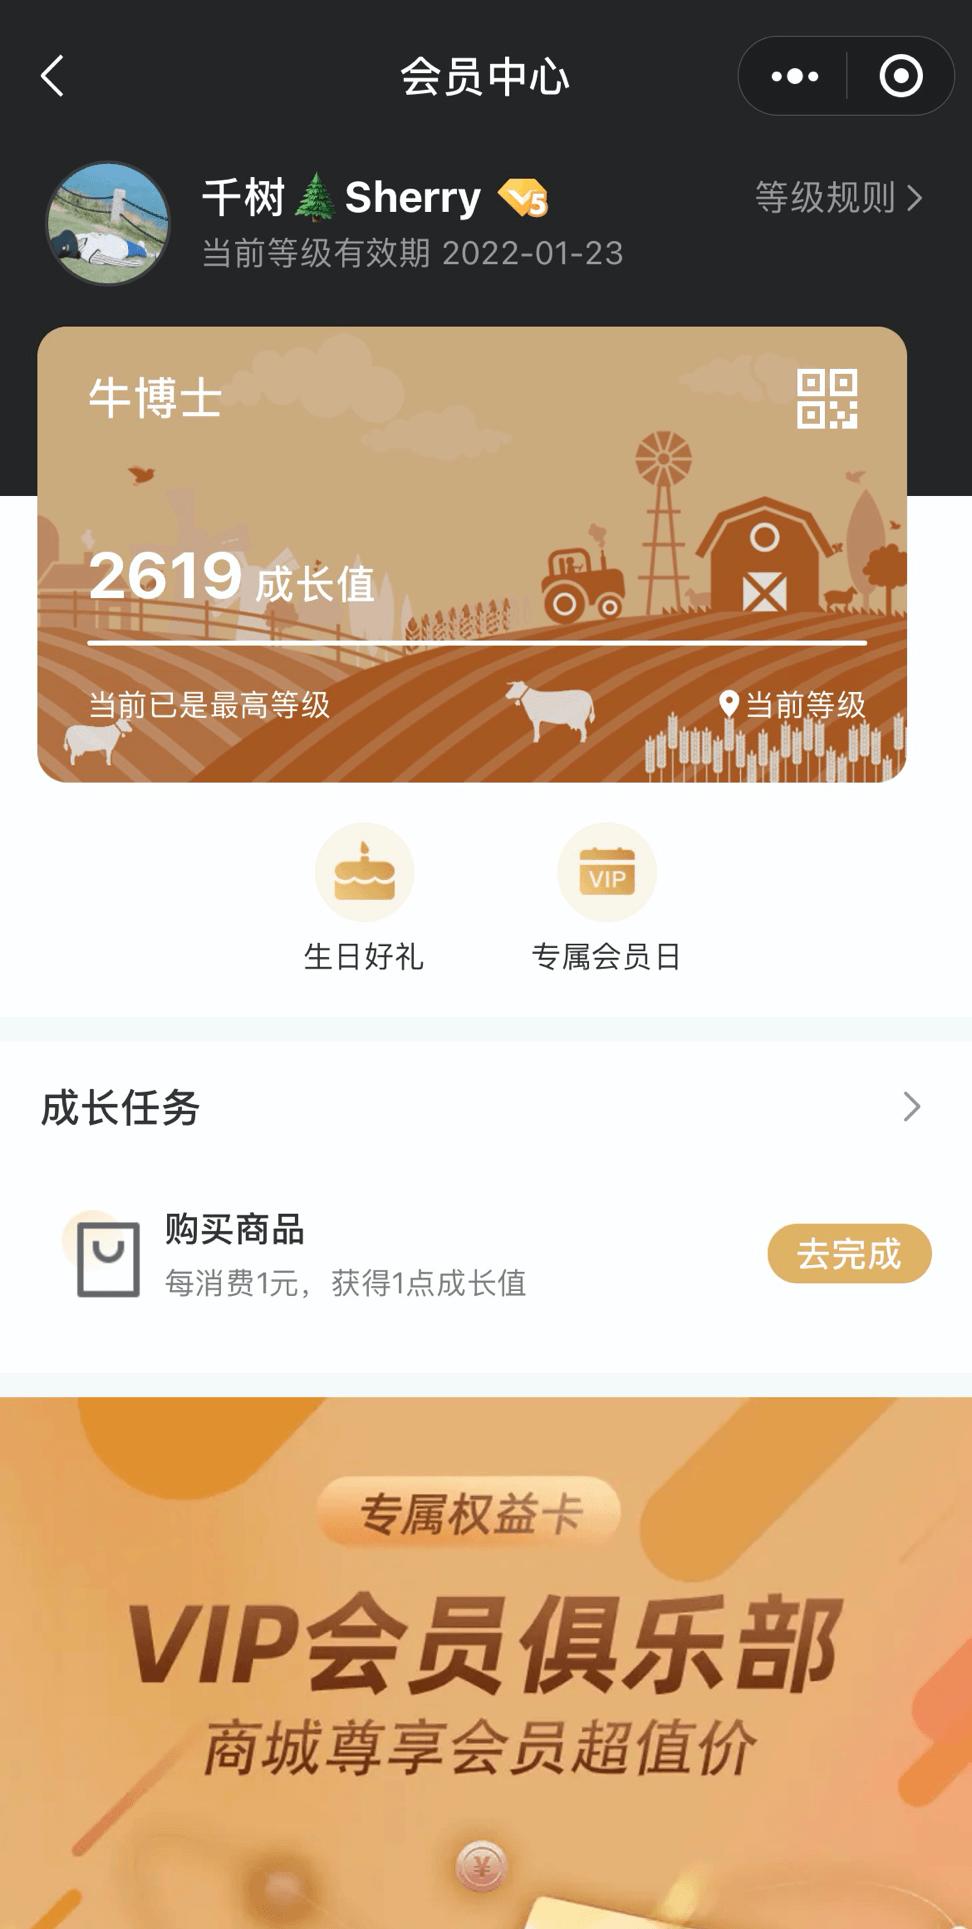 会员中心
千树🌲Sherry V5
等级规则
当前等级有效期 2022-01-23
牛博士
2619 成长值
当前已是最高等级
当前等级
VIP
生日好礼
专属会员日
成长任务
购买商品
每消费1元，获得1点成长值
去完成
专属权益卡
VIP会员俱乐部
商城尊享会员超值价
¥